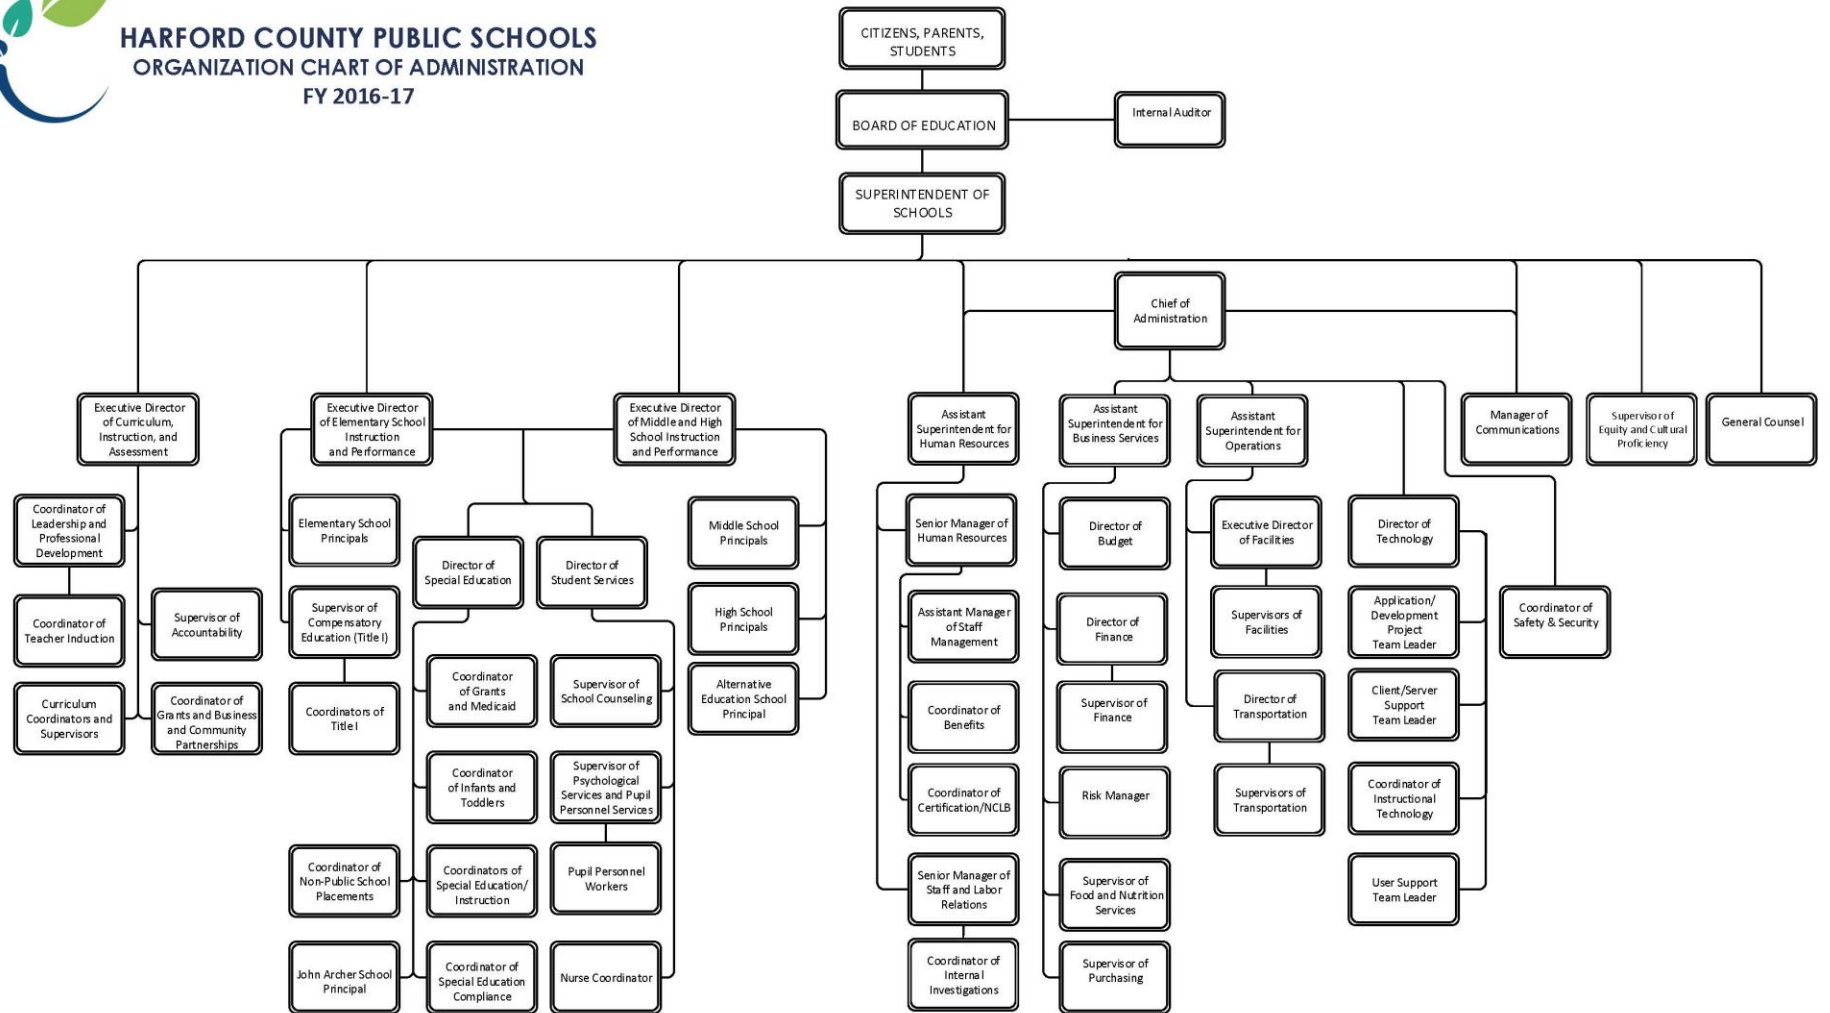 HARFORD COUNTY PUBLIC SCHOOLS
ORGANIZATION CHART OF ADMINISTRATION
FY 2016-17
CITIZENS, PARENTS,
STUDENTS
BOARD OF EDUCATION
Internal Auditor
SUPERINTENDENT OF
SCHOOLS
Chief of
Administration
Executive Director
of Curriculum,
Instruction, and
Assessment
Executive Director
of Elementary School
Instruction
and Performance
Executive Director
of Middle and High
School Instruction
and Performance
Assistant
Superintendent for
Human Resources
Assistant
Superintendent for
Business Services
Assistant
Superintendent for
Operations
Manager of
Communications
Supervisor of
Equity and Cultural
Proficiency
General Counsel
Coordinator of
Leadership and
Professional
Development
Elementary School
Principals
Director of
Special Education
Director of
Student Services
Middle School
Principals
Senior Manager of
Human Resources
Director of
Budget
Executive Director
of Facilities
Director of
Technology
Coordinator of
Teacher Induction
Supervisor of
Accountability
Supervisor of
Compensatory
Education (Title I)
High School
Principals
Assistant Manager
of Staff
Management
Director of
Finance
Supervisors of
Facilities
Application/
Development
Project
Team Leader
Coordinator of
Safety & Security
Curriculum
Coordinators and
Supervisors
Coordinator of
Grants and Business
and Community
Partnerships
Coordinators of
Title I
Coordinator
of Grants
and Medicaid
Supervisor of
School Counseling
Alternative
Education School
Principal
Coordinator of
Benefits
Supervisor of
Finance
Director of
Transportation
Client/Server
Support
Team Leader
Coordinator
of Infants and
Toddlers
Supervisor of
Psychological
Services and Pupil
Personnel Services
Coordinator of
Certification/NCLB
Risk Manager
Supervisors of
Transportation
Coordinator of
Instructional
Technology
Coordinator of
Non-Public School
Placements
Coordinators of
Special Education/
Instruction
Pupil Personnel
Workers
Senior Manager of
Staff and Labor
Relations
Supervisor of
Food and Nutrition
Services
User Support
Team Leader
John Archer School
Principal
Coordinator of
Special Education
Compliance
Nurse Coordinator
Coordinator of
Internal
Investigations
Supervisor of
Purchasing